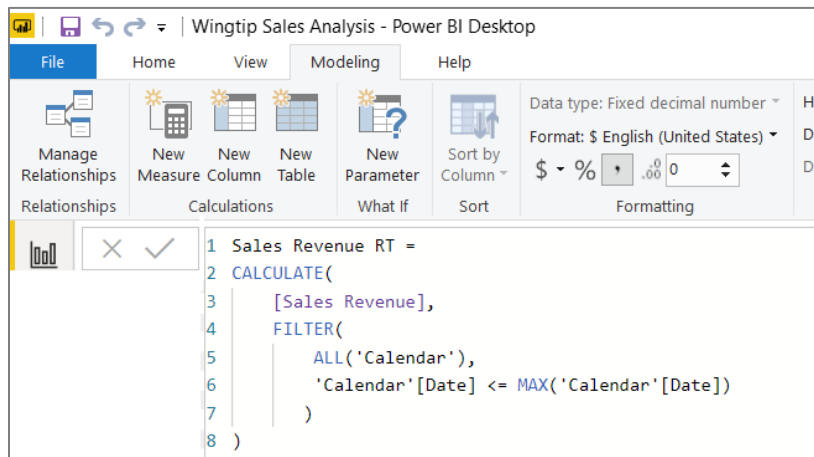 Wingtip Sales Analysis - Power BI Desktop
File Home View Modeling Help
Manage Relationships
New Measure
New Column
New Table
New Parameter
Sort by Column
Data type: Fixed decimal number
Format: $ English (United States)
$ % , .00 0
H
D
D
Relationships Calculations What If Sort Formatting
1 Sales Revenue RT =
2 CALCULATE(
3 [Sales Revenue],
4 FILTER(
5 ALL('Calendar'),
6 'Calendar'[Date] <= MAX('Calendar'[Date])
7 )
8 )